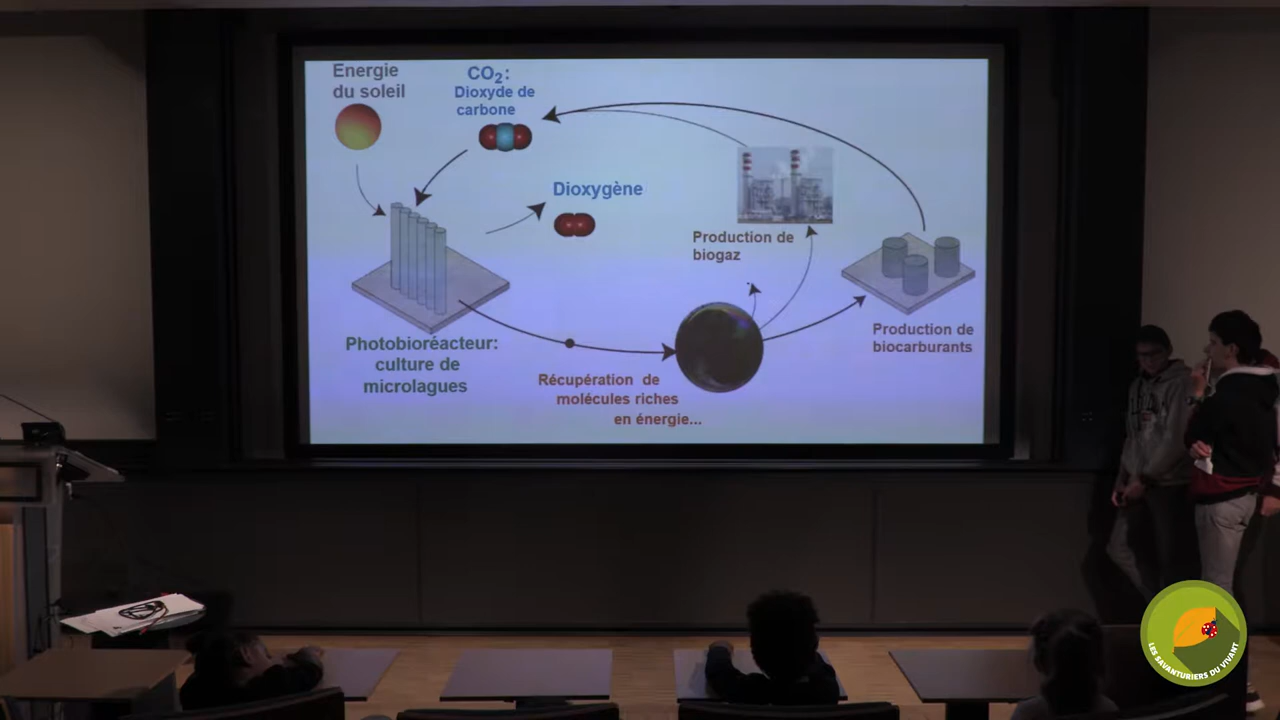 Energie
du soleil
CO2:
Dioxyde de
carbone
Dioxygène
Production de
biogaz
Production de
biocarburants
Photobioréacteur:
culture de
microlagues
Récupération de
molécules riches
en énergie...
LES SAVANTURIERS DU VIVANT